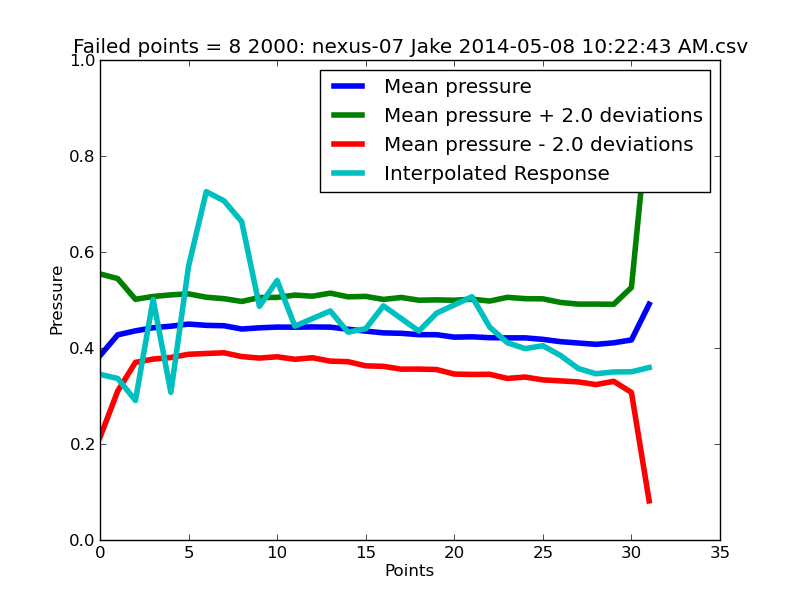 Failed points = 8 2000: nexus-07 Jake 2014-05-08 10:22:43 AM.csv
Mean pressure
Mean pressure + 2.0 deviations
Mean pressure - 2.0 deviations
Interpolated Response
1.0
0.8
0.6
0.4
0.2
0.0
Pressure
0 5 10 15 20 25 30 35
Points